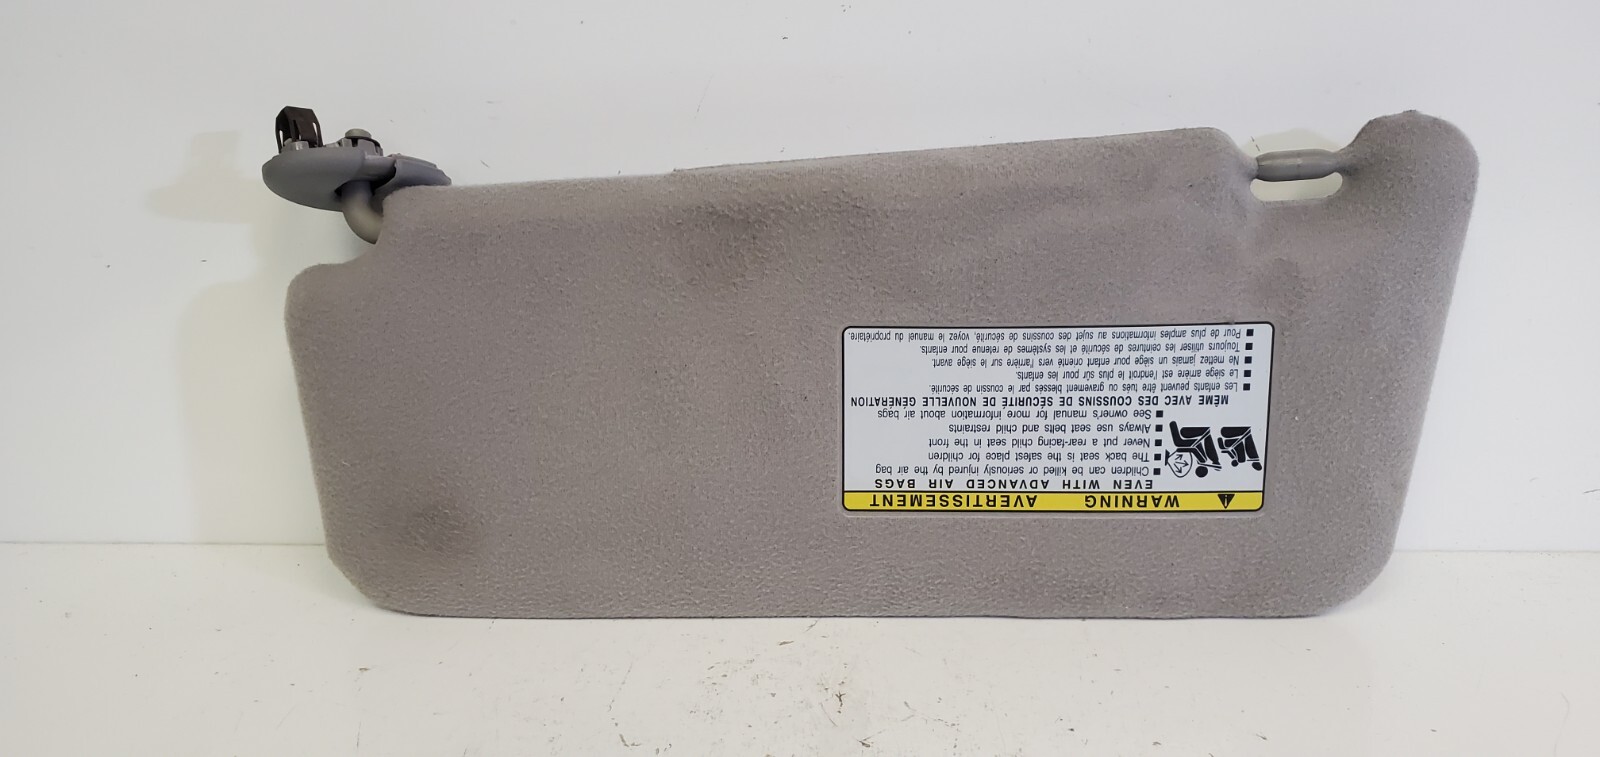 WARNING AVERTISSEMENT
EVEN WITH ADVANCED AIR BAGS
■ Children can be killed or seriously injured by the air bag
■ The back seat is the safest place for children
■ Never put a rear-facing child seat in the front
■ Always use seat belts and child restraints
■ See owner's manual for more information about air bags
MÊME AVEC DES COUSSINS DE SÉCURITÉ DE NOUVELLE GÉNÉRATION
■ Les enfants peuvent être tués ou gravement blessés par le coussin de sécurité.
■ Le siège arrière est l'endroit le plus sûr pour les enfants.
■ Ne mettez jamais un siège pour enfant orienté vers l'arrière sur le siège avant.
■ Toujours utiliser les ceintures de sécurité et les systèmes de retenue pour enfants.
■ Pour de plus amples informations au sujet des coussins de sécurité, voyez le manuel du propriétaire.